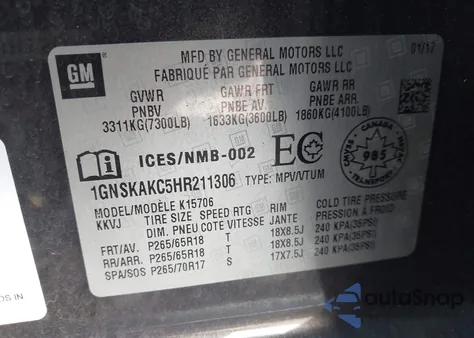 GM
MFD BY GENERAL MOTORS LLC
01/17
FABRIQUÉ PAR GENERAL MOTORS LLC
GVWR GAWR FRT GAWR RR
PNBV PNBE AV. PNBE ARR.
3311KG(7300LB) 1633KG(3600LB) 1860KG(4100LB)
ICES/NMB-002 EC
CANADA
985
TRANSPORT
1GNSKAKC5HR211306 TYPE: MPV/VTUM
MODEL/MODÈLE K15706
KKVJ TIRE SIZE SPEED RTG RIM COLD TIRE PRESSURE
DIM. PNEU COTE VITESSE JANTE PRESSION A FROID
FRT/AV. P265/65R18 T 18X8.5J 240 KPA(35PSI)
RR/ARR. P265/65R18 T 18X8.5J 240 KPA(35PSI)
SPA/SOS P265/70R17 S 17X7.5J 240 KPA(35PSI)
AutoSnap